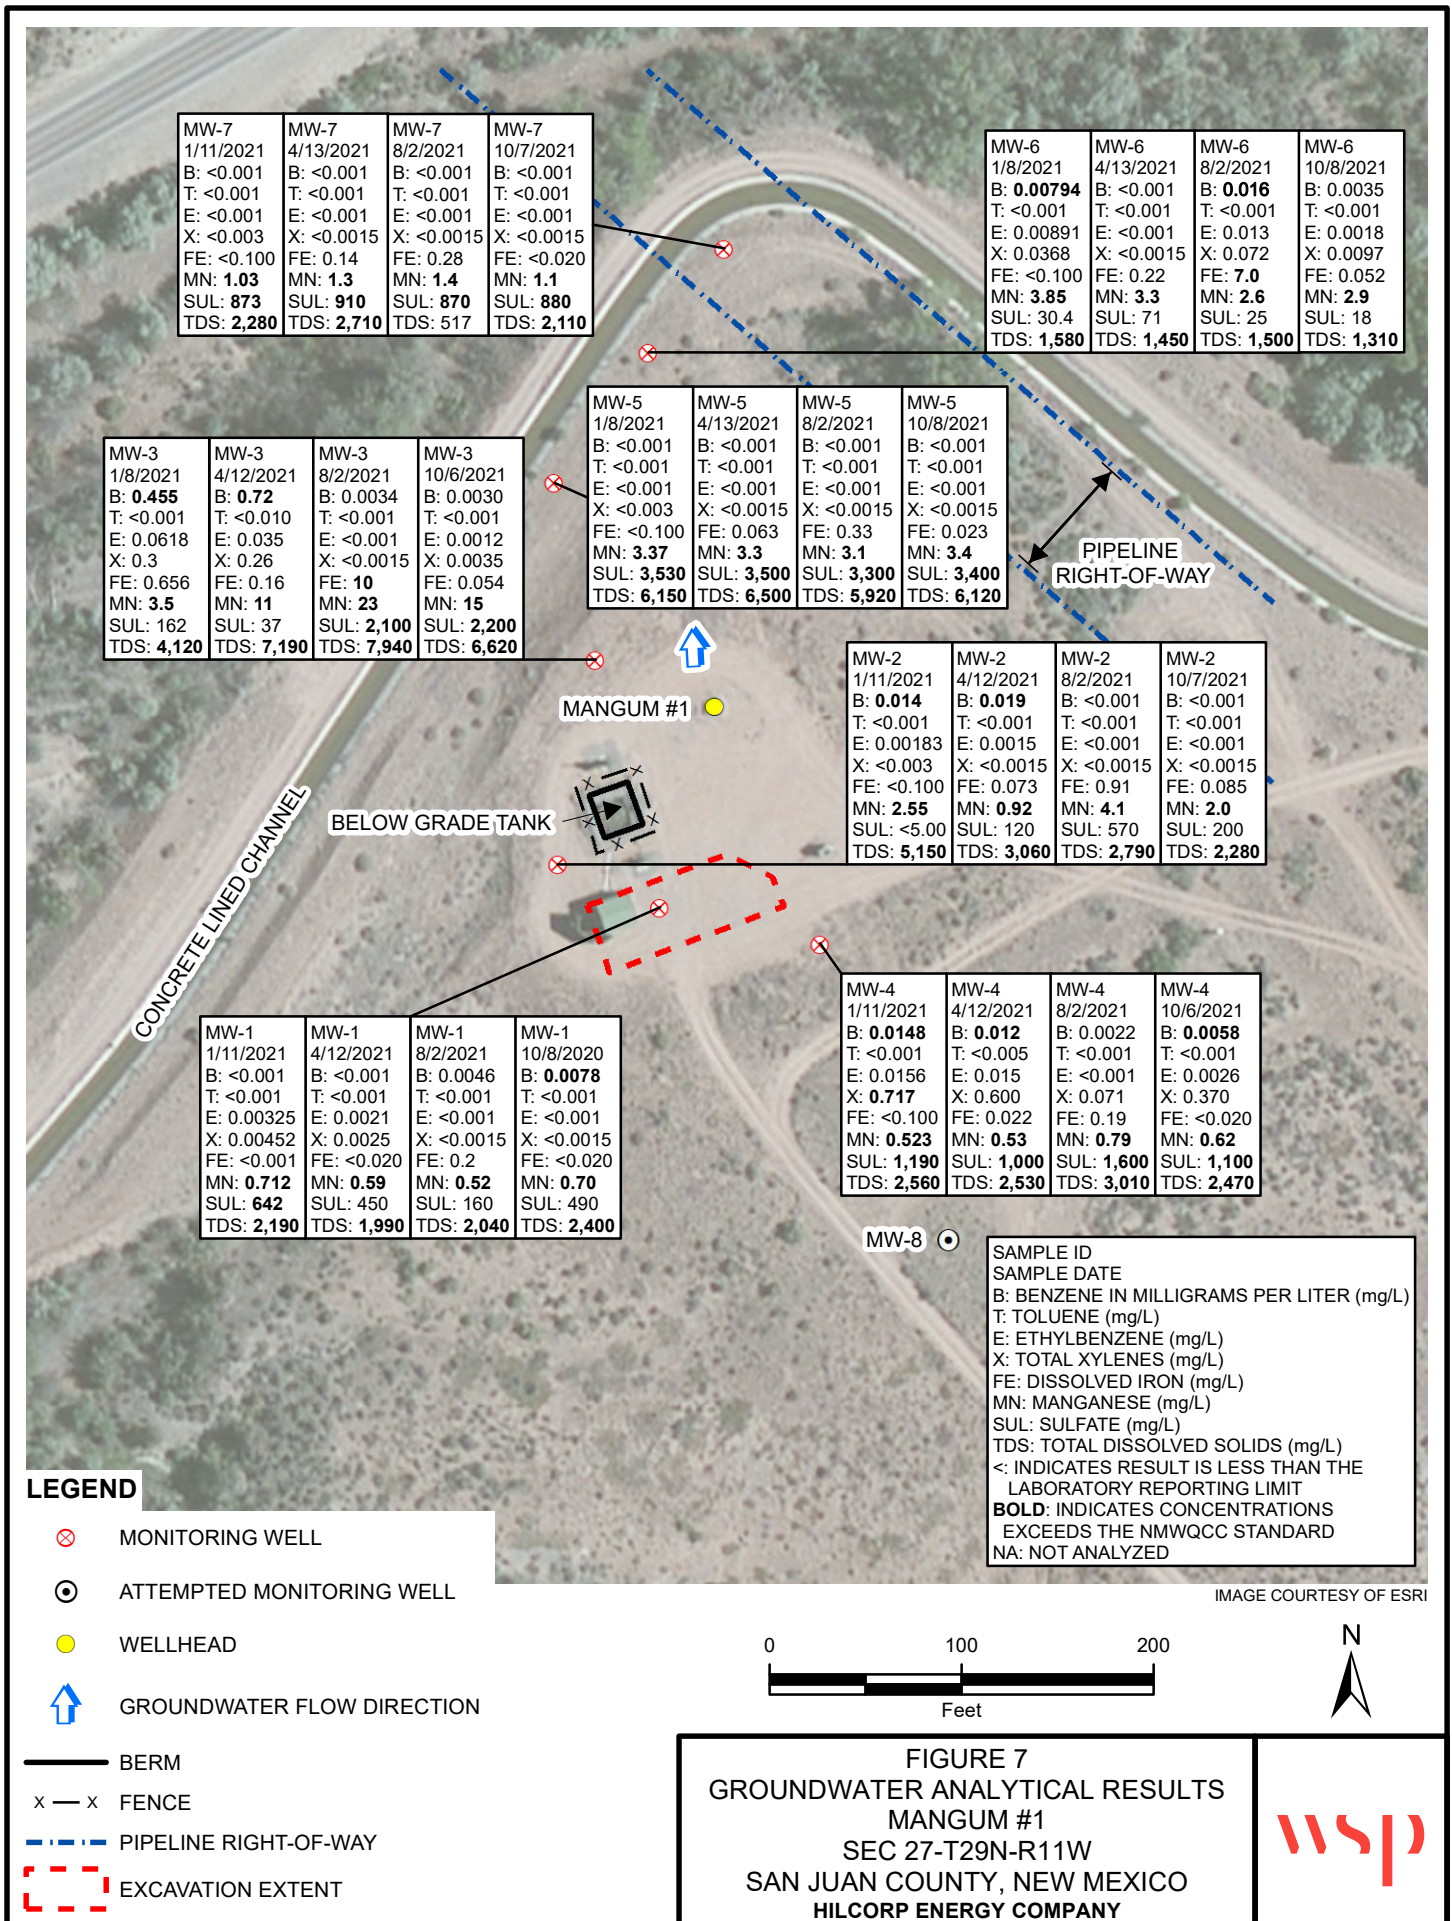 MW-7
1/11/2021
B: <0.001
T: <0.001
E: <0.001
X: <0.003
FE: <0.100
MN: 1.03
SUL: 873
TDS: 2,280
MW-7
4/13/2021
B: <0.001
T: <0.001
E: <0.001
X: <0.0015
FE: 0.14
MN: 1.3
SUL: 910
TDS: 2,710
MW-7
8/2/2021
B: <0.001
T: <0.001
E: <0.001
X: <0.0015
FE: 0.28
MN: 1.4
SUL: 870
TDS: 517
MW-7
10/7/2021
B: <0.001
T: <0.001
E: <0.001
X: <0.0015
FE: <0.020
MN: 1.1
SUL: 880
TDS: 2,110
MW-6
1/8/2021
B: 0.00794
T: <0.001
E: 0.00891
X: 0.0368
FE: <0.100
MN: 3.85
SUL: 30.4
TDS: 1,580
MW-6
4/13/2021
B: <0.001
T: <0.001
E: <0.001
X: <0.0015
FE: 0.22
MN: 3.3
SUL: 71
TDS: 1,450
MW-6
8/2/2021
B: 0.016
T: <0.001
E: 0.013
X: 0.072
FE: 7.0
MN: 2.6
SUL: 25
TDS: 1,500
MW-6
10/8/2021
B: 0.0035
T: <0.001
E: 0.0018
X: 0.0097
FE: 0.052
MN: 2.9
SUL: 18
TDS: 1,310
MW-5
1/8/2021
B: <0.001
T: <0.001
E: <0.001
X: <0.003
FE: <0.100
MN: 3.37
SUL: 3,530
TDS: 6,150
MW-5
4/13/2021
B: <0.001
T: <0.001
E: <0.001
X: <0.0015
FE: 0.063
MN: 3.3
SUL: 3,500
TDS: 6,500
MW-5
8/2/2021
B: <0.001
T: <0.001
E: <0.001
X: <0.0015
FE: 0.33
MN: 3.1
SUL: 3,300
TDS: 5,920
MW-5
10/8/2021
B: <0.001
T: <0.001
E: <0.001
X: <0.0015
FE: 0.023
MN: 3.4
SUL: 3,400
TDS: 6,120
MW-3
1/8/2021
B: 0.455
T: <0.001
E: 0.0618
X: 0.3
FE: 0.656
MN: 3.5
SUL: 162
TDS: 4,120
MW-3
4/12/2021
B: 0.72
T: <0.010
E: 0.035
X: 0.26
FE: 0.16
MN: 11
SUL: 37
TDS: 7,190
MW-3
8/2/2021
B: 0.0034
T: <0.001
E: <0.001
X: <0.0015
FE: 10
MN: 23
SUL: 2,100
TDS: 7,940
MW-3
10/6/2021
B: 0.0030
T: <0.001
E: 0.0012
X: 0.0035
FE: 0.054
MN: 15
SUL: 2,200
TDS: 6,620
PIPELINE
RIGHT-OF-WAY
MW-2
1/11/2021
B: 0.014
T: <0.001
E: 0.00183
X: <0.003
FE: <0.100
MN: 2.55
SUL: <5.00
TDS: 5,150
MW-2
4/12/2021
B: 0.019
T: <0.001
E: 0.0015
X: <0.0015
FE: 0.073
MN: 0.92
SUL: 120
TDS: 3,060
MW-2
8/2/2021
B: <0.001
T: <0.001
E: <0.001
X: <0.0015
FE: 0.91
MN: 4.1
SUL: 570
TDS: 2,790
MW-2
10/7/2021
B: <0.001
T: <0.001
E: <0.001
X: <0.0015
FE: 0.085
MN: 2.0
SUL: 200
TDS: 2,280
MANGUM #1
X X
X X
X
BELOW GRADE TANK
CONCRETE LINED CHANNEL
MW-4
1/11/2021
B: 0.0148
T: <0.001
E: 0.0156
X: 0.717
FE: <0.100
MN: 0.523
SUL: 1,190
TDS: 2,560
MW-4
4/12/2021
B: 0.012
T: <0.005
E: 0.015
X: 0.600
FE: 0.022
MN: 0.53
SUL: 1,000
TDS: 2,530
MW-4
8/2/2021
B: 0.0022
T: <0.001
E: <0.001
X: 0.071
FE: 0.19
MN: 0.79
SUL: 1,600
TDS: 3,010
MW-4
10/6/2021
B: 0.0058
T: <0.001
E: 0.0026
X: 0.370
FE: <0.020
MN: 0.62
SUL: 1,100
TDS: 2,470
MW-1
1/11/2021
B: <0.001
T: <0.001
E: 0.00325
X: 0.00452
FE: <0.001
MN: 0.712
SUL: 642
TDS: 2,190
MW-1
4/12/2021
B: <0.001
T: <0.001
E: 0.0021
X: 0.0025
FE: <0.020
MN: 0.59
SUL: 450
TDS: 1,990
MW-1
8/2/2021
B: 0.0046
T: <0.001
E: <0.001
X: <0.0015
FE: 0.2
MN: 0.52
SUL: 160
TDS: 2,040
MW-1
10/8/2020
B: 0.0078
T: <0.001
E: <0.001
X: <0.0015
FE: <0.020
MN: 0.70
SUL: 490
TDS: 2,400
MW-8
SAMPLE ID
SAMPLE DATE
B: BENZENE IN MILLIGRAMS PER LITER (mg/L)
T: TOLUENE (mg/L)
E: ETHYLBENZENE (mg/L)
X: TOTAL XYLENES (mg/L)
FE: DISSOLVED IRON (mg/L)
MN: MANGANESE (mg/L)
SUL: SULFATE (mg/L)
TDS: TOTAL DISSOLVED SOLIDS (mg/L)
<: INDICATES RESULT IS LESS THAN THE
LABORATORY REPORTING LIMIT
BOLD: INDICATES CONCENTRATIONS
EXCEEDS THE NMWQCC STANDARD
NA: NOT ANALYZED
IMAGE COURTESY OF ESRI
LEGEND
MONITORING WELL
ATTEMPTED MONITORING WELL
WELLHEAD
GROUNDWATER FLOW DIRECTION
BERM
X X FENCE
PIPELINE RIGHT-OF-WAY
EXCAVATION EXTENT
0 100 200
Feet
N
FIGURE 7
GROUNDWATER ANALYTICAL RESULTS
MANGUM #1
SEC 27-T29N-R11W
SAN JUAN COUNTY, NEW MEXICO
HILCORP ENERGY COMPANY
wsp